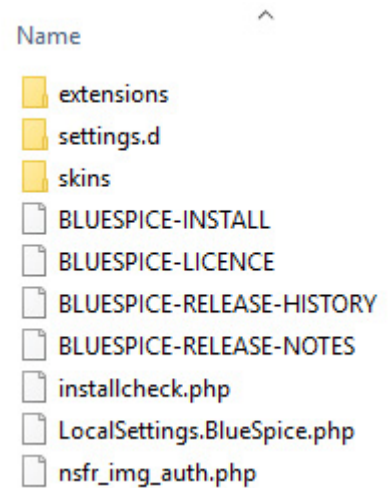 Name
extensions
settings.d
skins
BLUESPICE-INSTALL
BLUESPICE-LICENCE
BLUESPICE-RELEASE-HISTORY
BLUESPICE-RELEASE-NOTES
installcheck.php
LocalSettings.BlueSpice.php
nsfr_img_auth.php